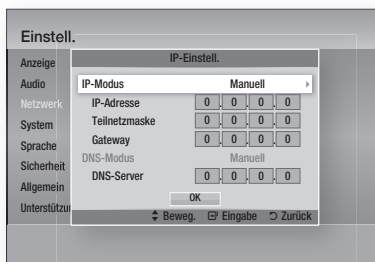 Einstell.
Anzeige
Audio
Netzwerk
System
Sprache
Sicherheit
Allgemein
Unterstützu
IP-Einstell.
IP-Modus Manuell
IP-Adresse 0 . 0 . 0 . 0
Teilnetzmaske 0 . 0 . 0 . 0
Gateway 0 . 0 . 0 . 0
DNS-Modus Manuell
DNS-Server 0 . 0 . 0 . 0
OK
Beweg. Eingabe Zurück